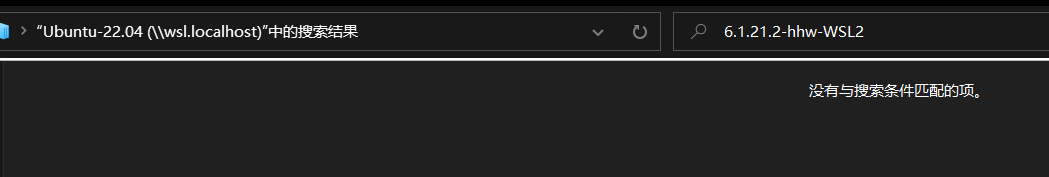 “Ubuntu-22.04 (\\wsl.localhost)”中的搜索结果
6.1.21.2-hhw-WSL2
没有与搜索条件匹配的项。